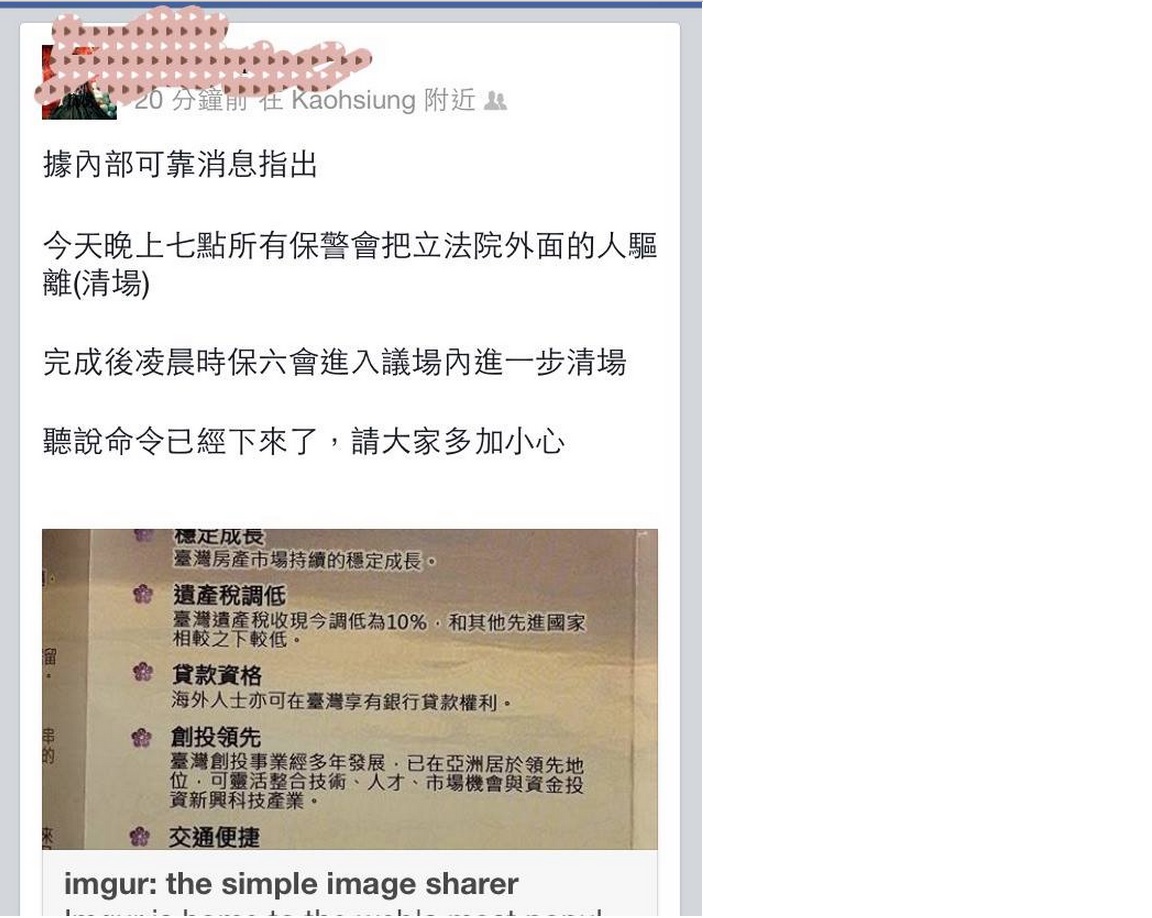 20 分鐘前 在 Kaohsiung 附近
據內部可靠消息指出
今天晚上七點所有保警會把立法院外面的人驅
離(清場)
完成後凌晨時保六會進入議場內進一步清場
聽說命令已經下來了，請大家多加小心
穩定成長
臺灣房產市場持續的穩定成長。
遺產稅調低
臺灣遺產稅收現今調低為10%，和其他先進國家
相較之下較低。
貸款資格
海外人士亦可在臺灣享有銀行貸款權利。
創投領先
臺灣創投事業經多年發展，已在亞洲居於領先地
位，可靈活整合技術、人才、市場機會與資金投
資新興科技產業。
交通便捷
imgur: the simple image sharer
Imgur is home to the web's most popul